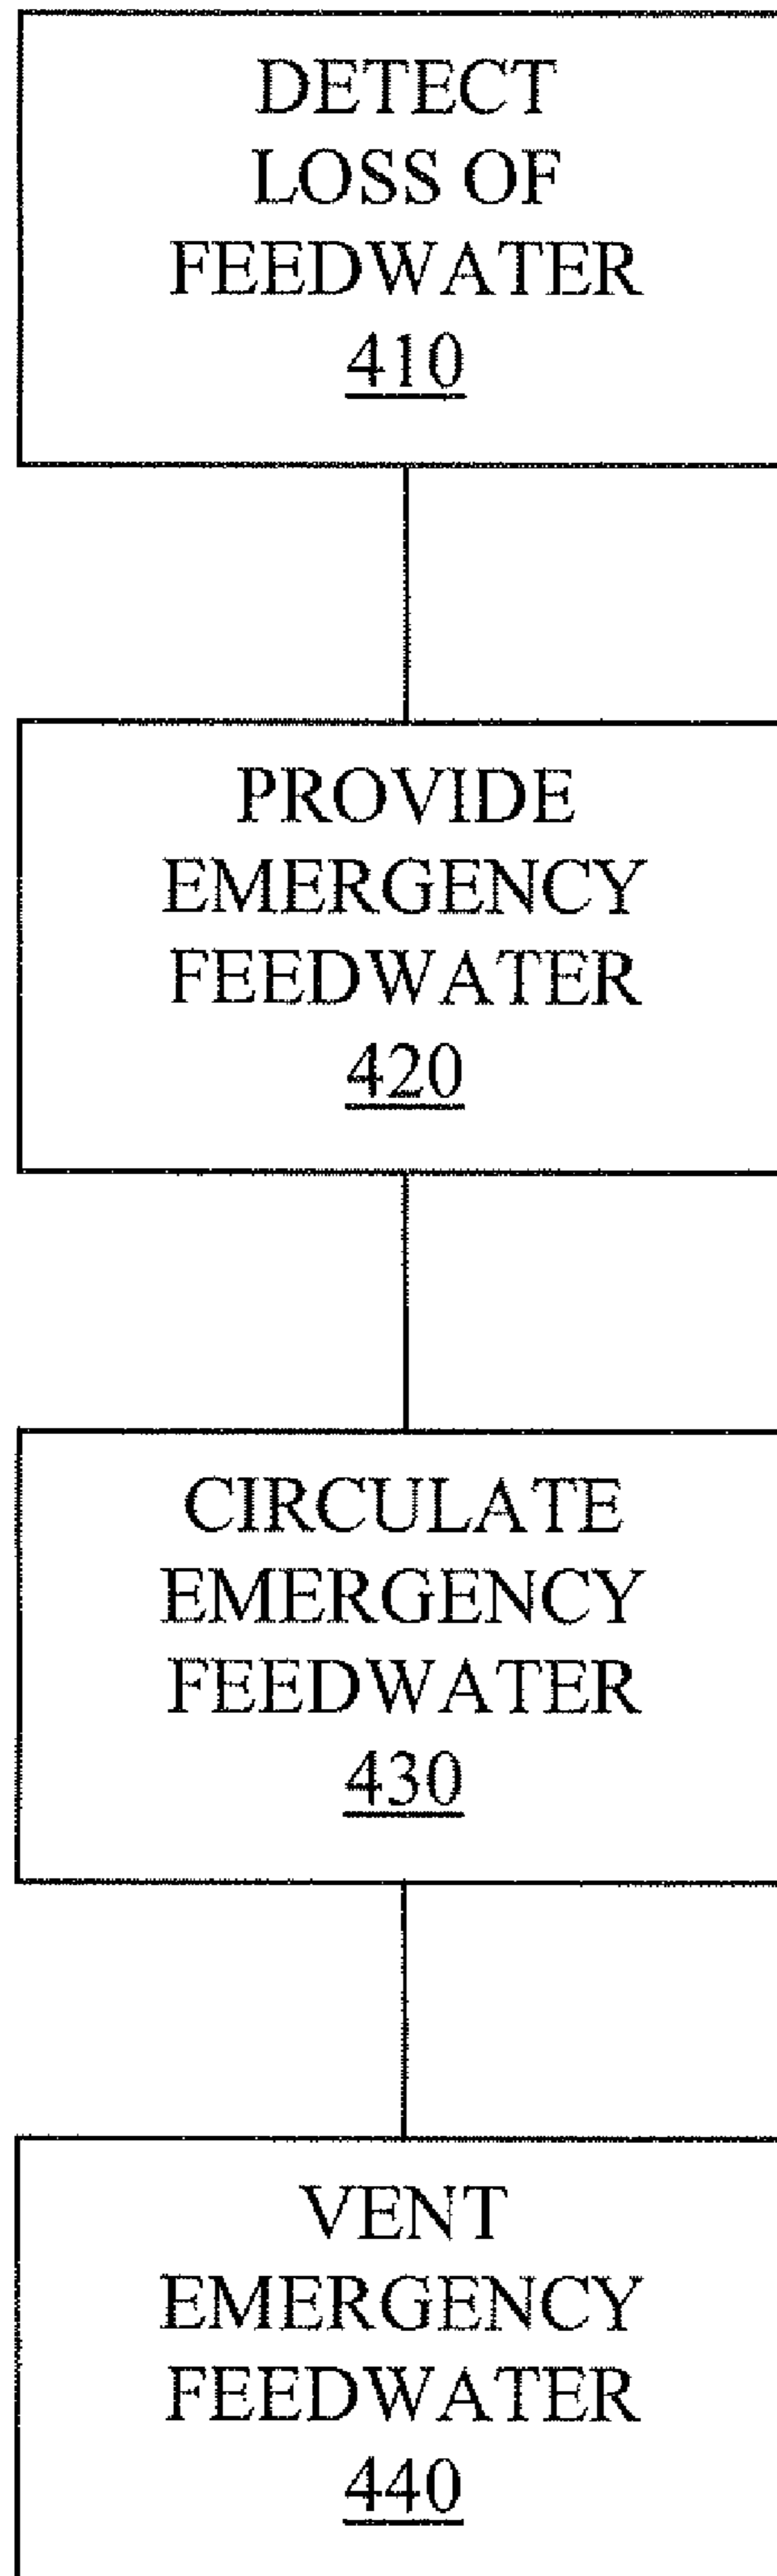 DETECT
LOSS OF
FEEDWATER
410
PROVIDE
EMERGENCY
FEEDWATER
420
CIRCULATE
EMERGENCY
FEEDWATER
430
VENT
EMERGENCY
FEEDWATER
440